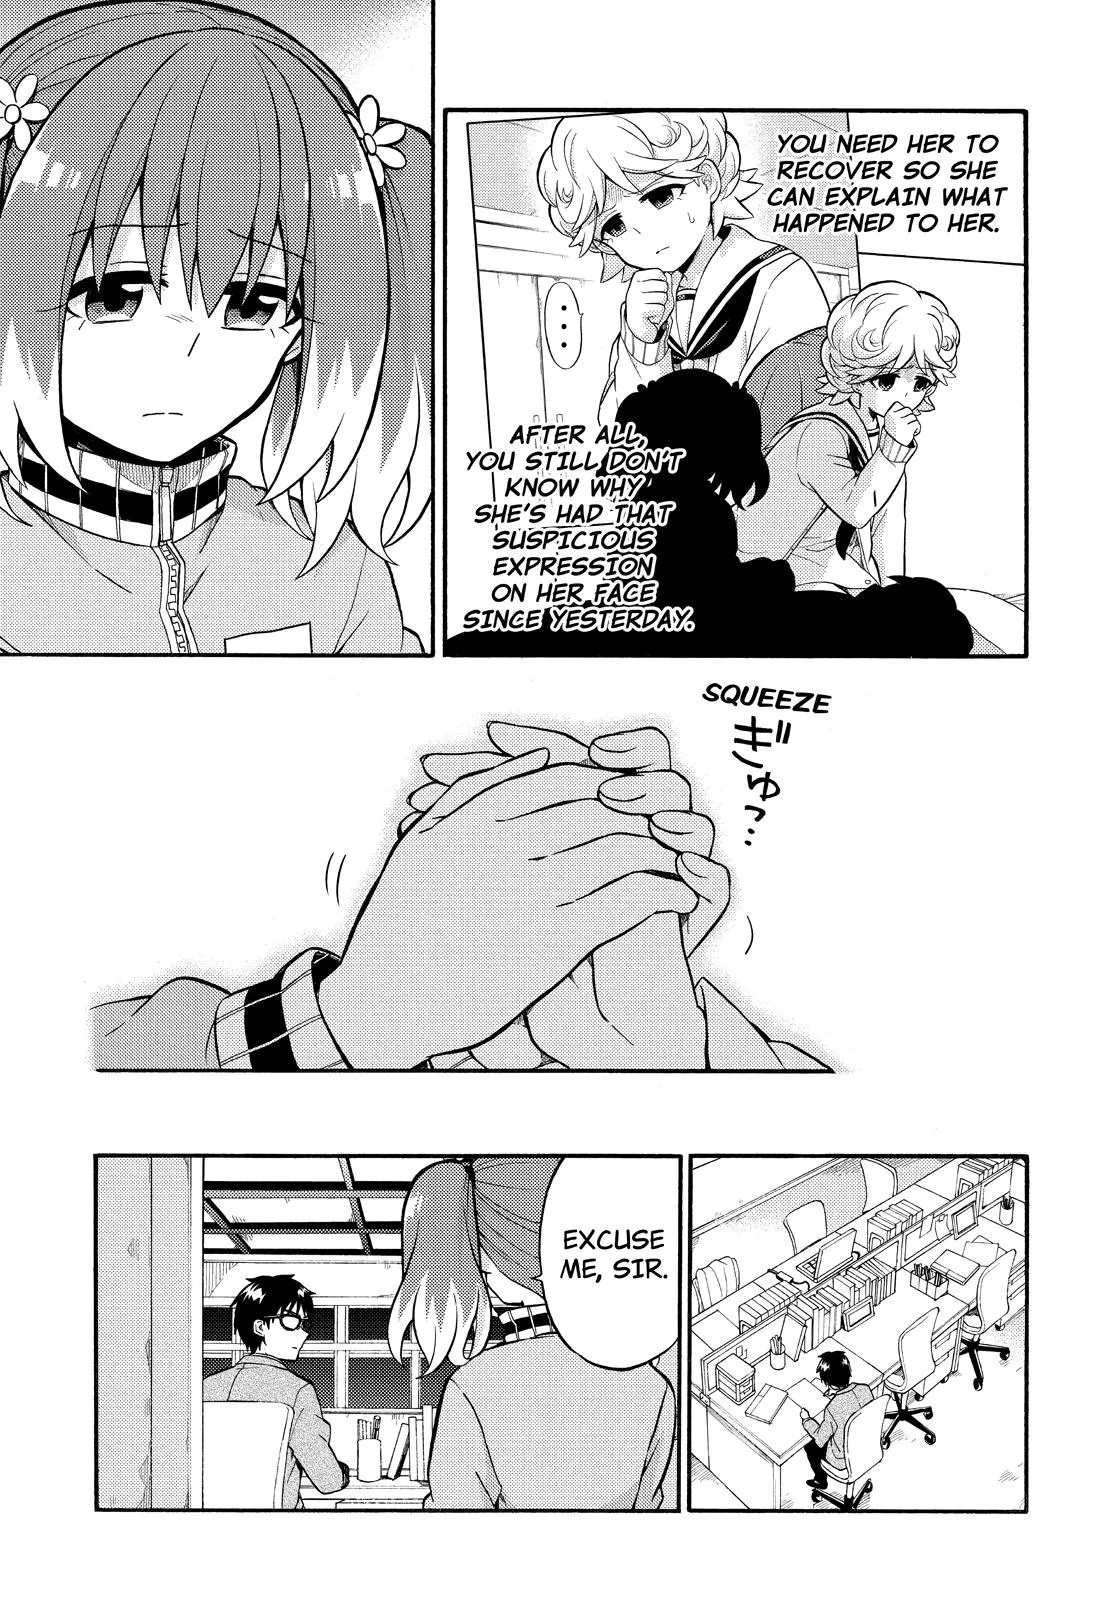 YOU NEED HER TO
RECOVER SO SHE
CAN EXPLAIN WHAT
HAPPENED TO HER.
...
AFTER ALL,
YOU STILL DON'T
KNOW WHY
SHE'S HAD THAT
SUSPICIOUS
EXPRESSION
ON HER FACE
SINCE YESTERDAY.
SQUEEZE
ぎゅっ…
EXCUSE
ME, SIR.